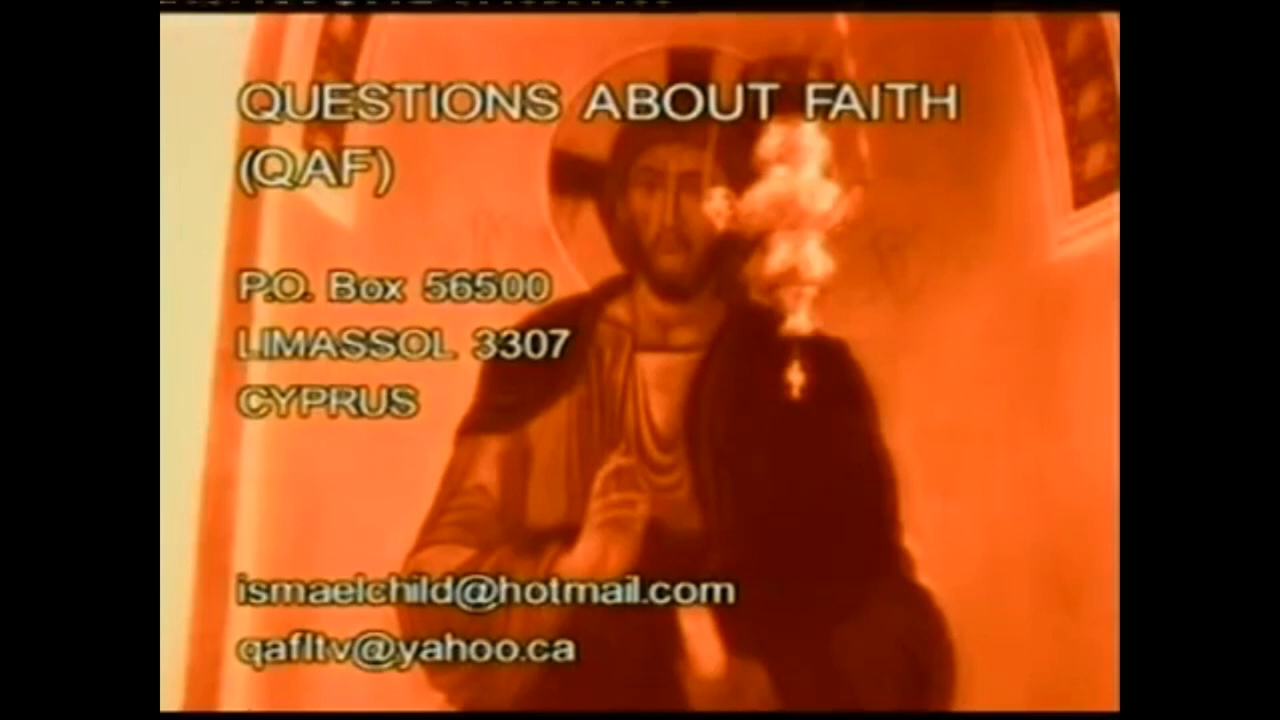 QUESTIONS ABOUT FAITH
(QAF)
P.O. Box 56500
LIMASSOL 3307
CYPRUS
ismaelchild@hotmail.com
qafltv@yahoo.ca